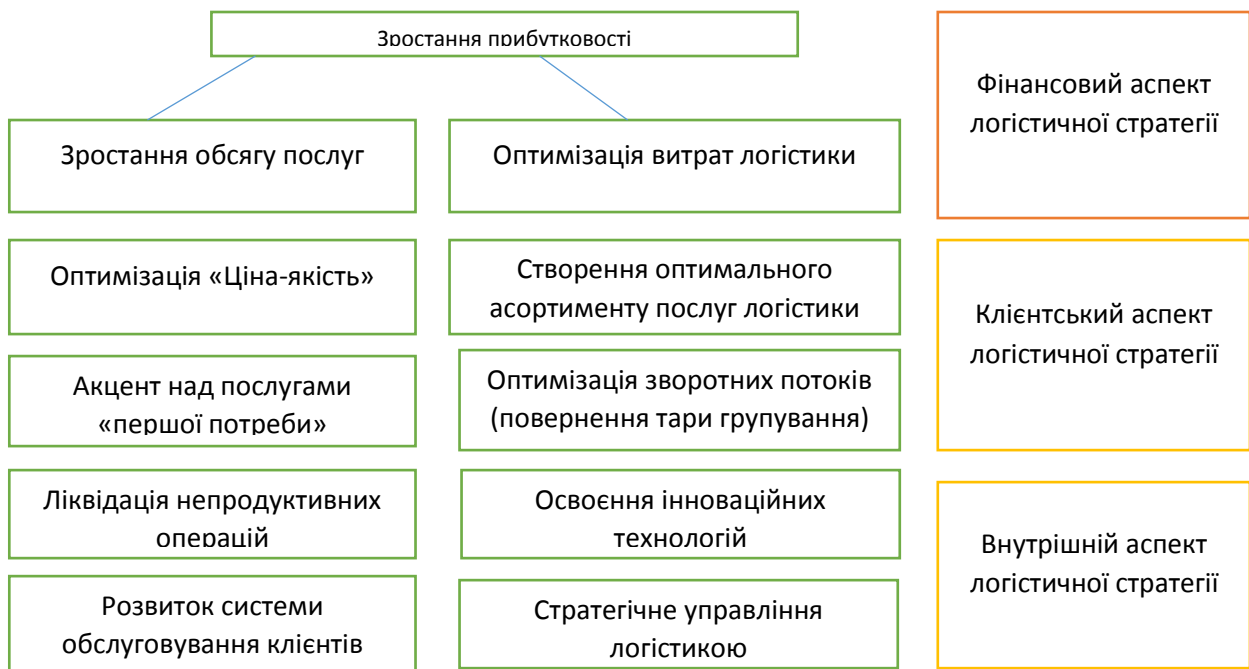 Зростання прибутковості
Фінансовий аспект
логістичної стратегії
Зростання обсягу послуг
Оптимізація витрат логістики
Оптимізація «Ціна-якість»
Створення оптимального
асортименту послуг логістики
Клієнтський аспект
логістичної стратегії
Акцент над послугами
«першої потреби»
Оптимізація зворотних потоків
(повернення тари групування)
Ліквідація непродуктивних
операцій
Освоєння інноваційних
технологій
Внутрішній аспект
логістичної стратегії
Розвиток системи
обслуговування клієнтів
Стратегічне управління
логістикою